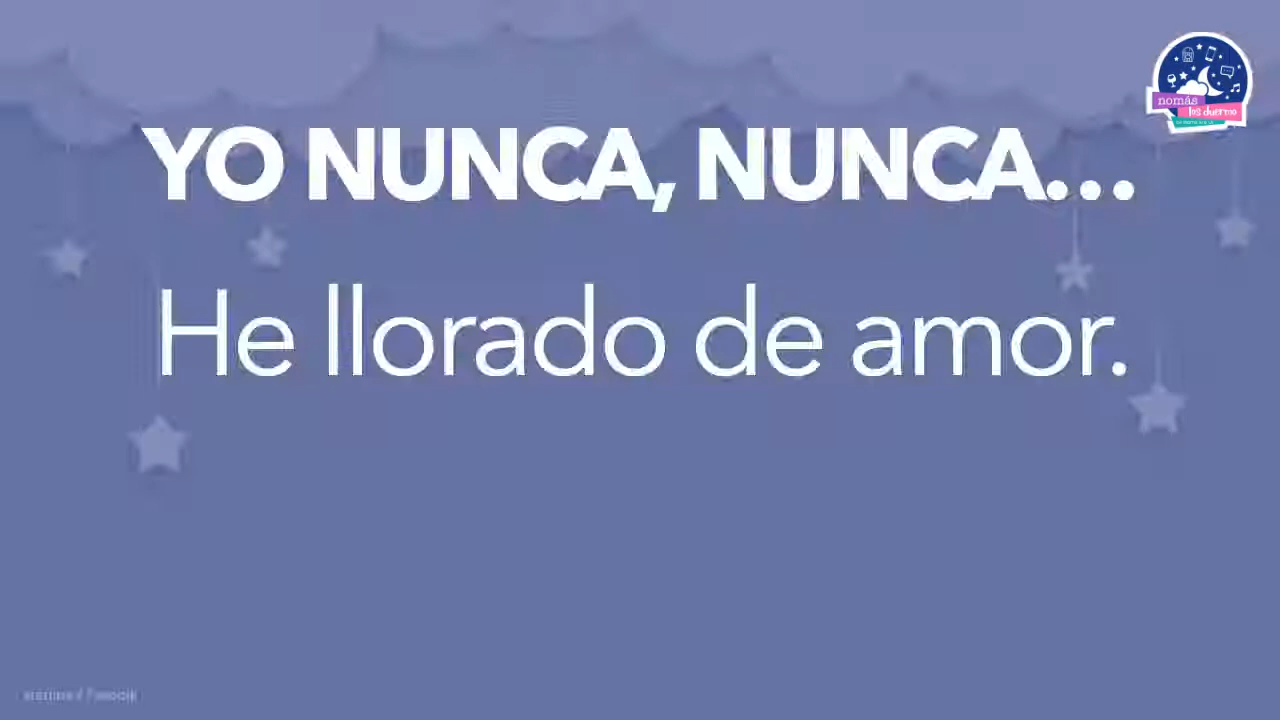 nomás
los duermo
YO NUNCA, NUNCA...
He llorado de amor.